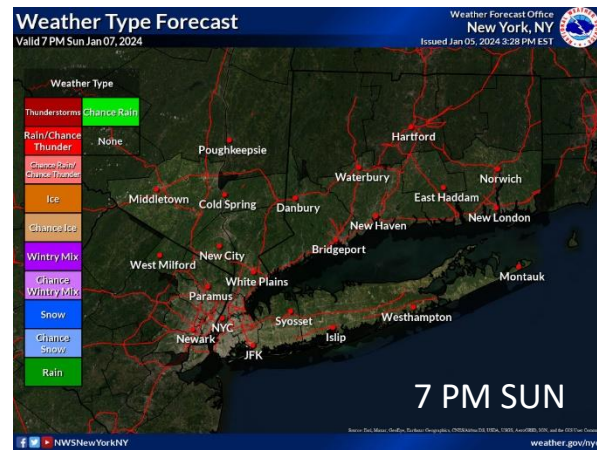 Weather Type Forecast
Valid 7 PM Sun Jan 07, 2024
Weather Forecast Office
New York, NY
Issued Jan 05, 2024 3:28 PM EST
Weather Type
Thunderstorms
Chance Rain
Rain/Chance
Thunder
None
Chance Rain/
Chance Thunder
Ice
Chance Ice
Wintry Mix
Chance
Wintry Mix
Snow
Chance
Snow
Rain
Hartford
Poughkeepsie
Waterbury
Norwich
Middletown
Cold Spring
Danbury
East Haddam
New London
New Haven
Bridgeport
New City
West Milford
White Plains
Montauk
Paramus
Syosset
Westhampton
NYC
Newark
Islip
JFK
7 PM SUN
NWSNewYorkNY
weather.gov/nyc